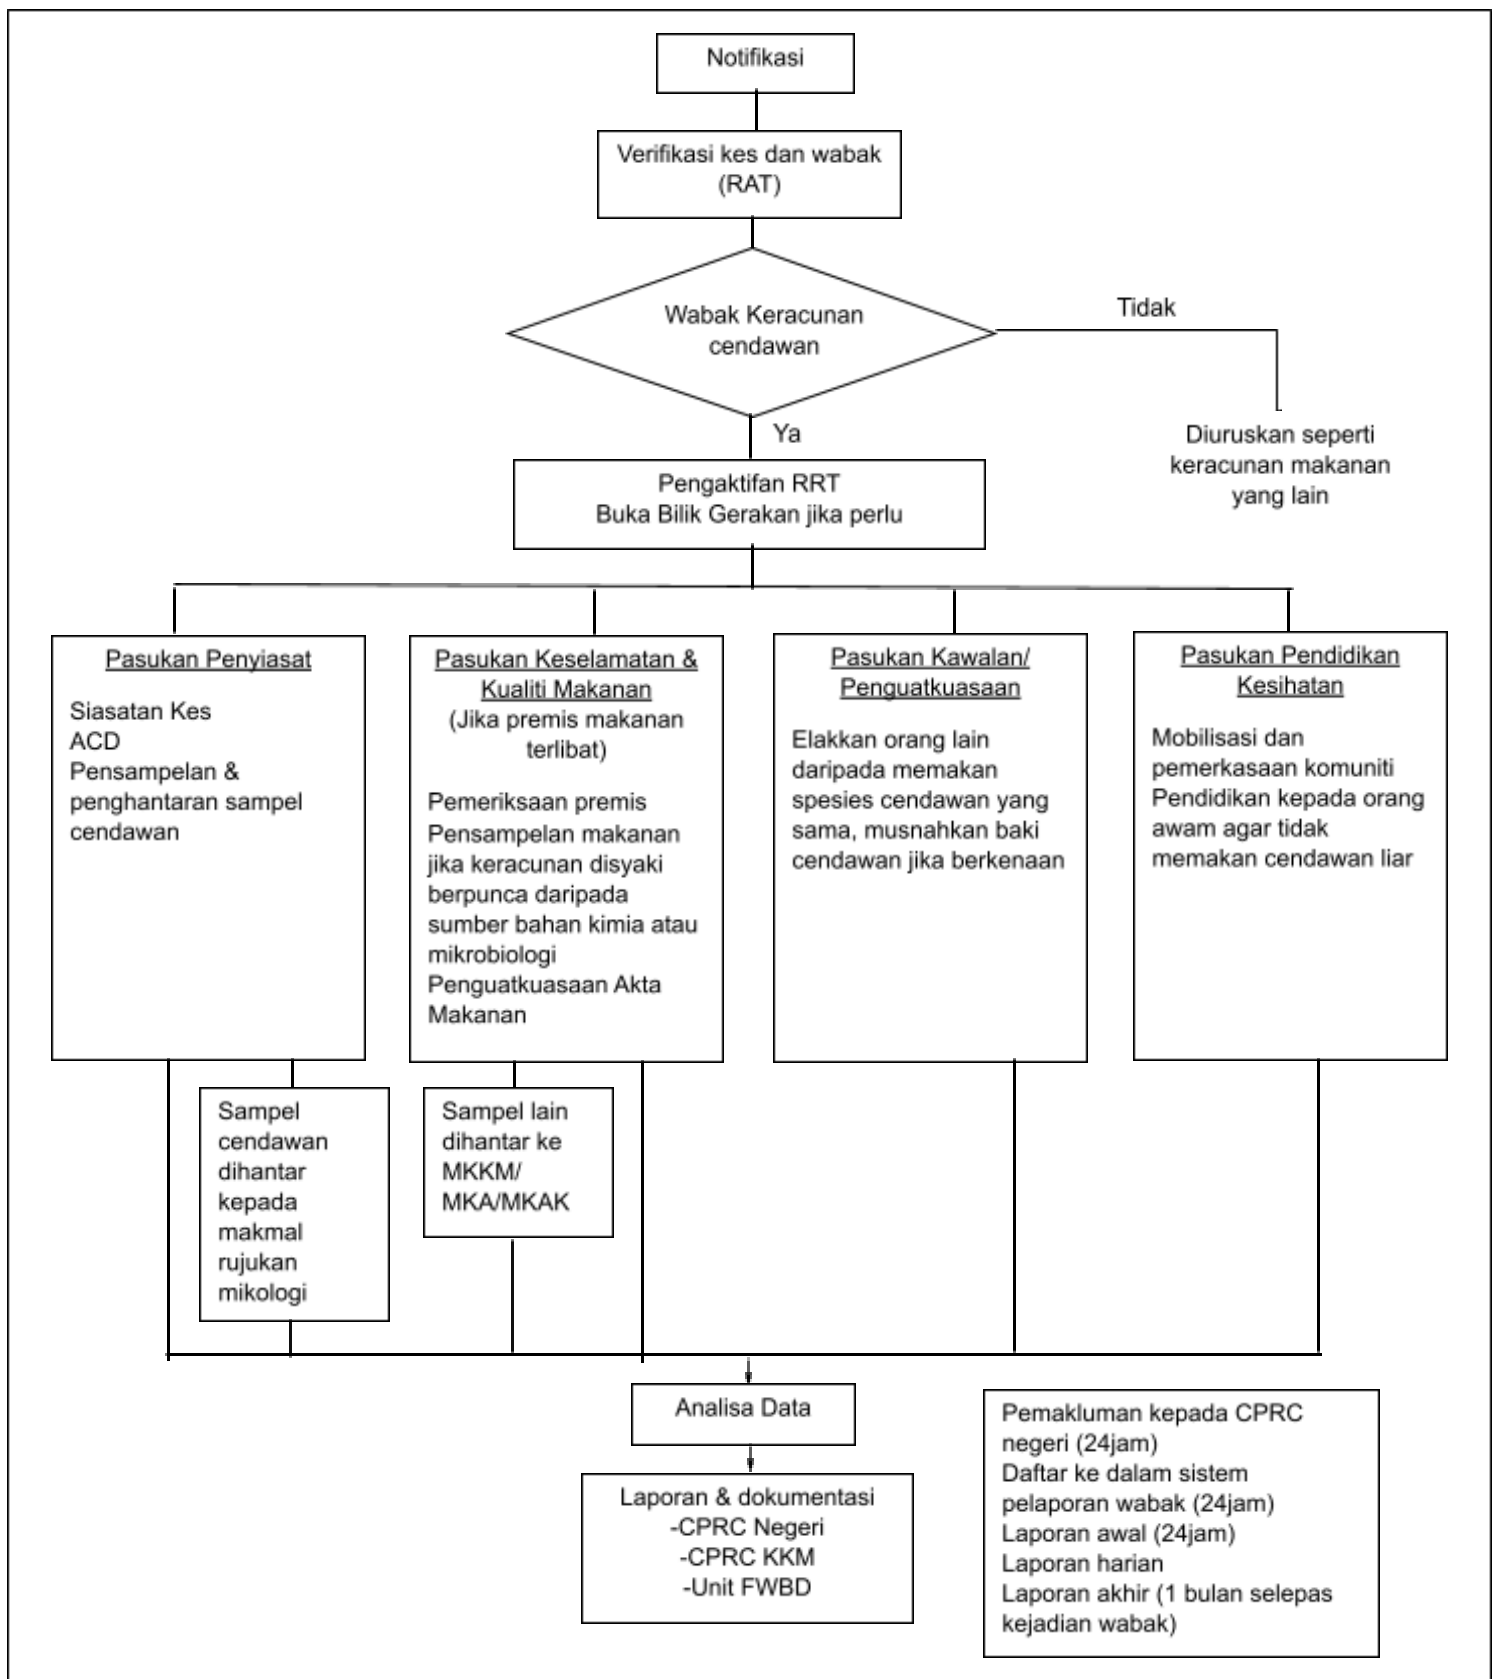 Notifikasi
Verifikasi kes dan wabak
(RAT)
Wabak Keracunan
cendawan
Tidak
Diuruskan seperti
keracunan makanan
yang lain
Ya
Pengaktifan RRT
Buka Bilik Gerakan jika perlu
Pasukan Penyiasat
Siasatan Kes
ACD
Pensampelan &
penghantaran sampel
cendawan
Pasukan Keselamatan &
Kualiti Makanan
(Jika premis makanan
terlibat)
Pemeriksaan premis
Pensampelan makanan
jika keracunan disyaki
berpunca daripada
sumber bahan kimia atau
mikrobiologi
Penguatkuasaan Akta
Makanan
Pasukan Kawalan/
Penguatkuasaan
Elakkan orang lain
daripada memakan
spesies cendawan yang
sama, musnahkan baki
cendawan jika berkenaan
Pasukan Pendidikan
Kesihatan
Mobilisasi dan
pemerkasaan komuniti
Pendidikan kepada orang
awam agar tidak
memakan cendawan liar
Sampel
cendawan
dihantar
kepada
makmal
rujukan
mikologi
Sampel lain
dihantar ke
MKKM/
MKA/MKAK
Analisa Data
Laporan & dokumentasi
-CPRC Negeri
-CPRC KKM
-Unit FWBD
Pemakluman kepada CPRC
negeri (24jam)
Daftar ke dalam sistem
pelaporan wabak (24jam)
Laporan awal (24jam)
Laporan harian
Laporan akhir (1 bulan selepas
kejadian wabak)